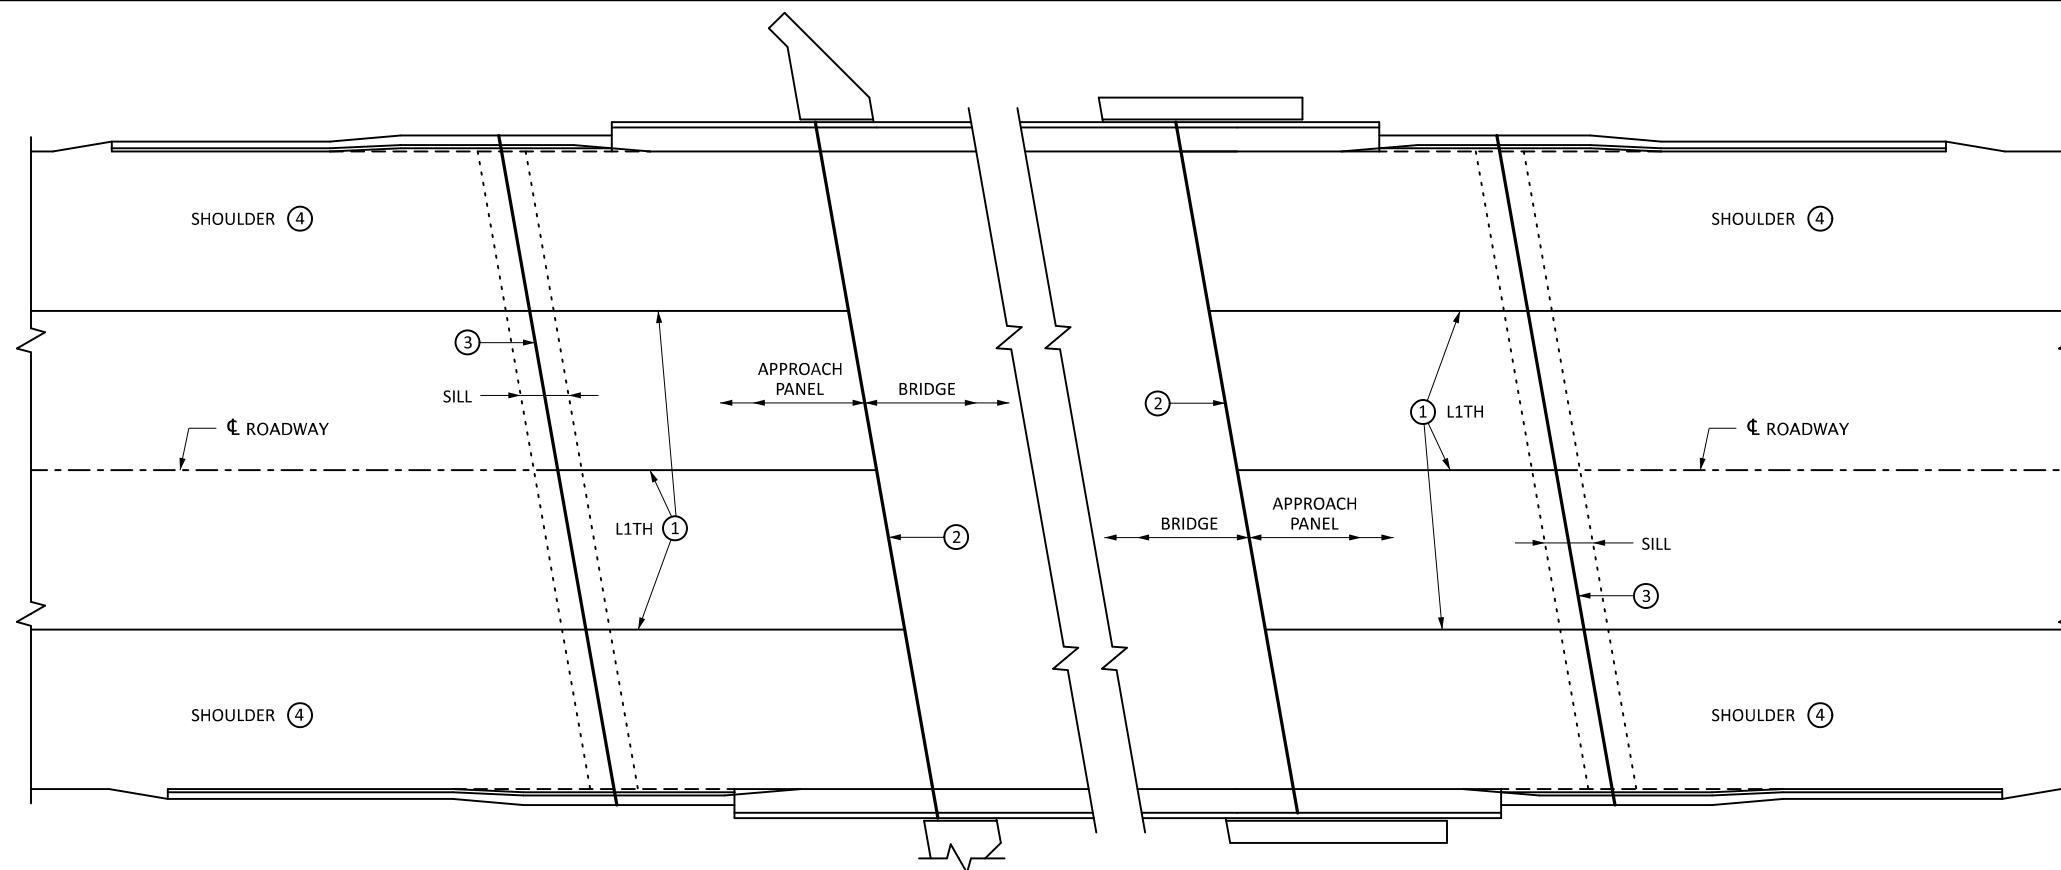 SHOULDER 4
SHOULDER 4
3
APPROACH
PANEL
BRIDGE
SILL
2
1 L1TH
℄ ROADWAY
℄ ROADWAY
L1TH 1
2
BRIDGE
APPROACH
PANEL
SILL
3
SHOULDER 4
SHOULDER 4